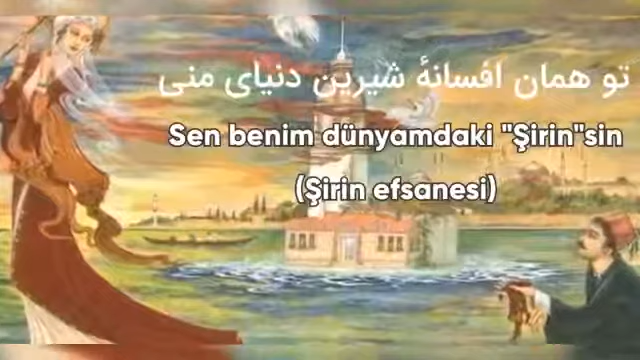 تو همان افسانهٔ شیرین دنیای منی
Sen benim dünyamdaki "Şirin"sin
(Şirin efsanesi)